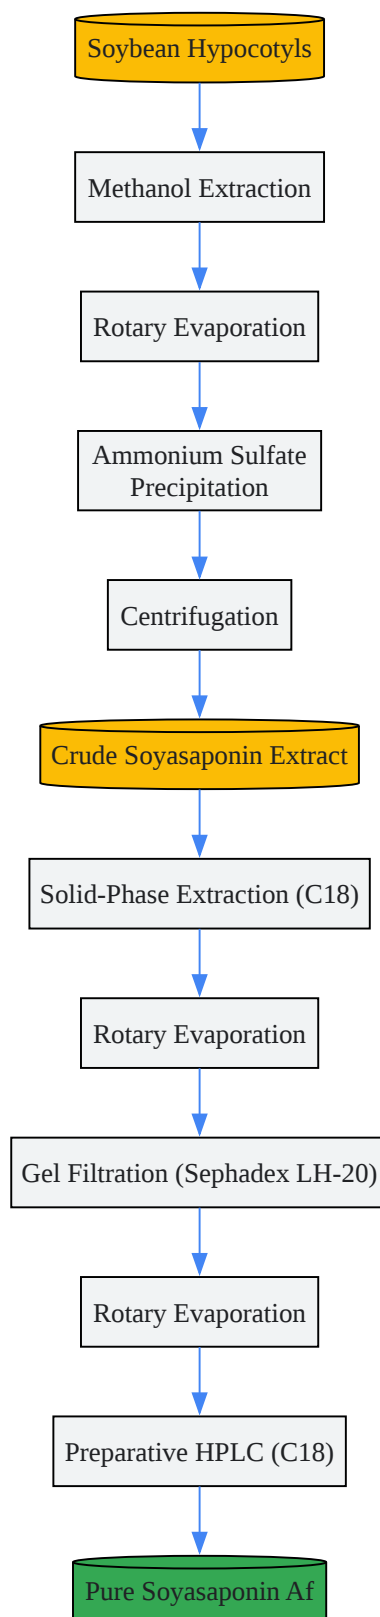 Soybean Hypocotyls
Methanol Extraction
Rotary Evaporation
Ammonium Sulfate
Precipitation
Centrifugation
Crude Soyasaponin Extract
Solid-Phase Extraction (C18)
Rotary Evaporation
Gel Filtration (Sephadex LH-20)
Rotary Evaporation
Preparative HPLC (C18)
Pure Soyasaponin Af